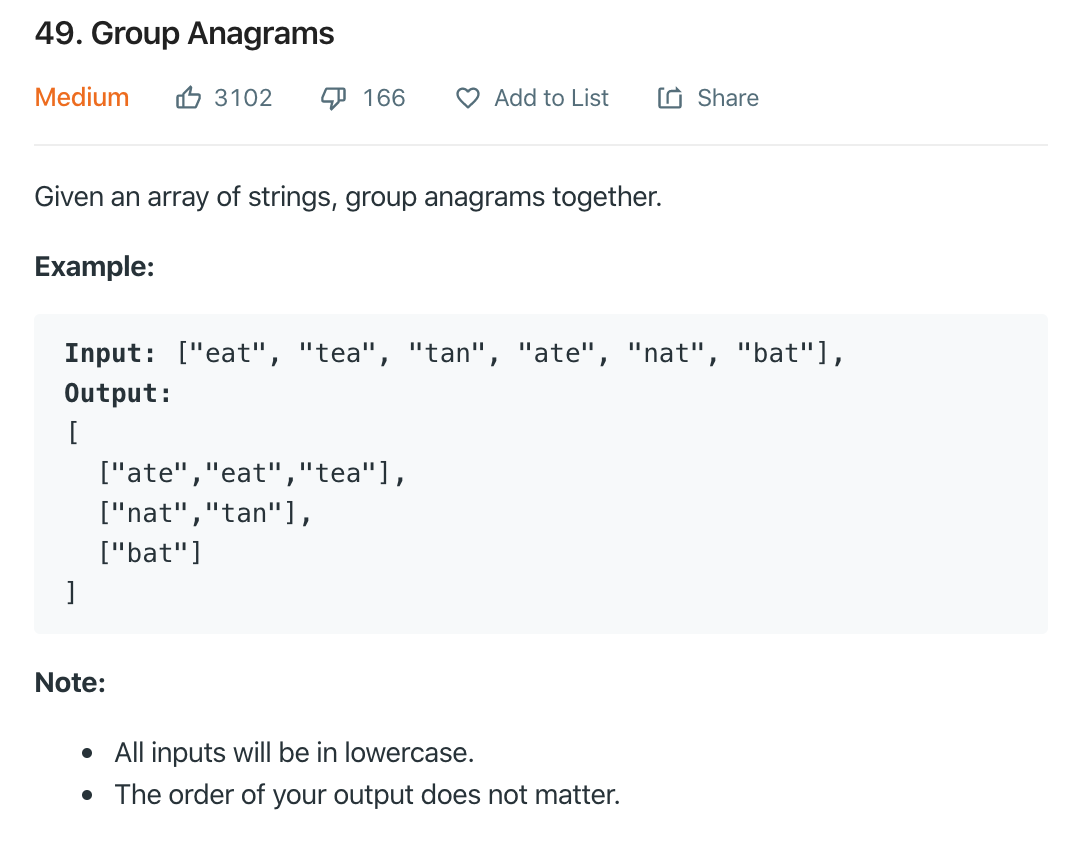 49. Group Anagrams
Medium 3102 166 Add to List Share
Given an array of strings, group anagrams together.
Example:
Input: ["eat", "tea", "tan", "ate", "nat", "bat"],
Output:
[
  ["ate","eat","tea"],
  ["nat","tan"],
  ["bat"]
]
Note:
• All inputs will be in lowercase.
• The order of your output does not matter.